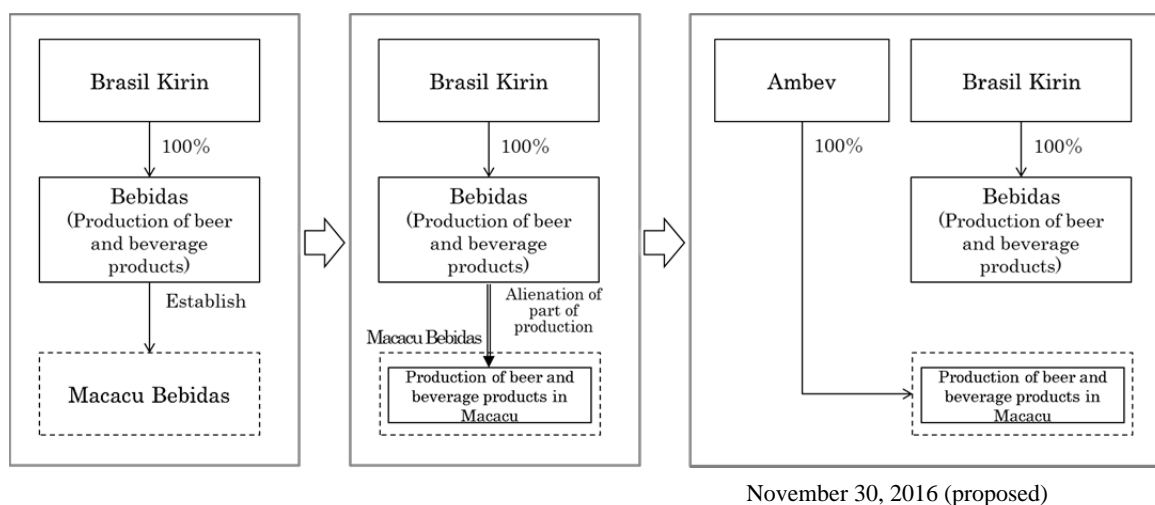 Brasil Kirin
100%
Bebidas
(Production of beer
and beverage
products)
Establish
Macacu Bebidas
Brasil Kirin
100%
Bebidas
(Production of beer
and beverage
products)
Alienation of
part of
production
Macacu Bebidas
Production of beer and
beverage products in
Macacu
Ambev
100%
Brasil Kirin
100%
Bebidas
(Production of beer
and beverage
products)
Production of beer and
beverage products in
Macacu
November 30, 2016 (proposed)